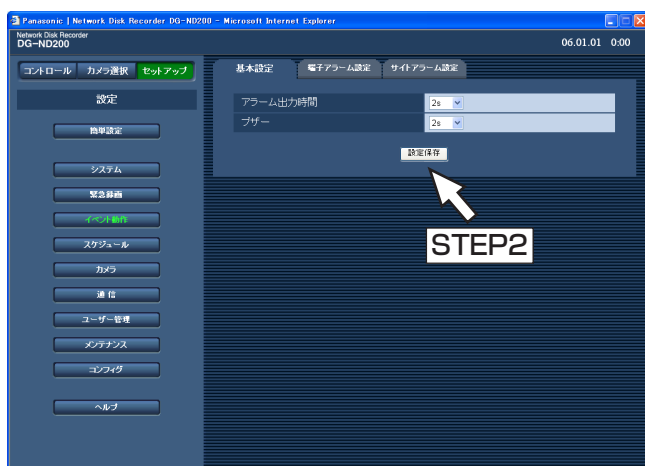 Panasonic | Network Disk Recorder DG-ND200 - Microsoft Internet Explorer
Network Disk Recorder
DG-ND200
06.01.01 0:00
コントロール カメラ選択 セットアップ
基本設定 電子アラーム設定 サイトアラーム設定
設定
アラーム出力時間 2s
ブザー 2s
簡単設定
設定保存
システム
緊急録画
イベント動作
STEP2
スケジュール
カメラ
通信
ユーザー管理
メンテナンス
コンフィグ
ヘルプ